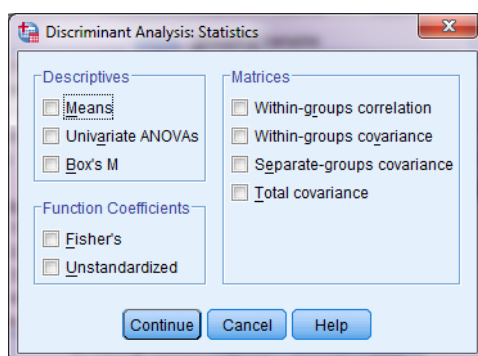 Discriminant Analysis: Statistics
Descriptives
Means
Univariate ANOVAs
Box's M
Function Coefficients
Fisher's
Unstandardized
Matrices
Within-groups correlation
Within-groups covariance
Separate-groups covariance
Total covariance
Continue
Cancel
Help